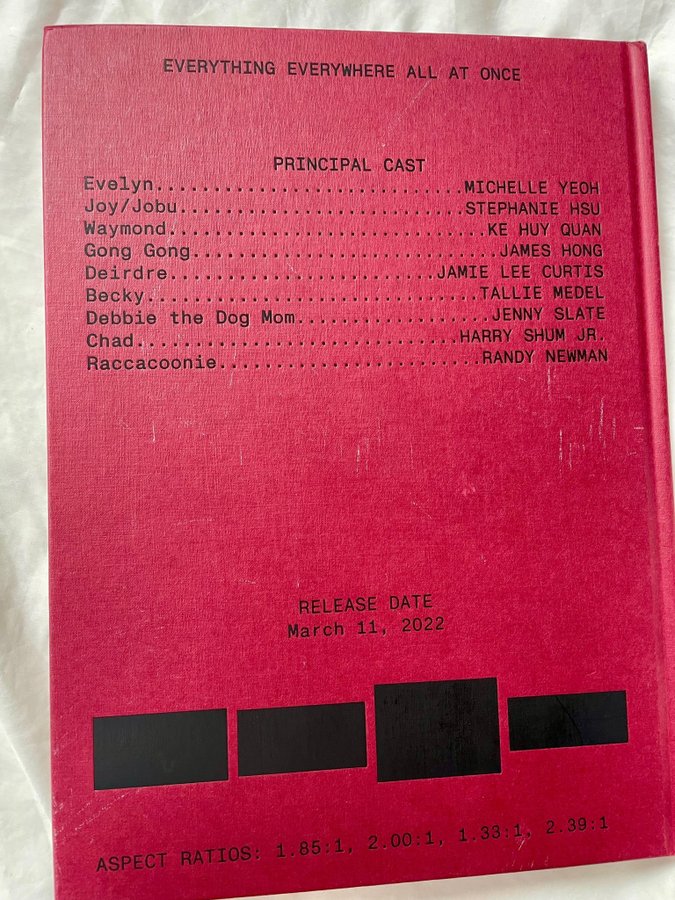 EVERYTHING EVERYWHERE ALL AT ONCE
PRINCIPAL CAST
Evelyn............................MICHELLE YEOH
Joy/Jobu..........................STEPHANIE HSU
Waymond.............................KE HUY QUAN
Gong Gong............................JAMES HONG
Deirdre........................JAMIE LEE CURTIS
Becky..............................TALLIE MEDEL
Debbie the Dog Mom..................JENNY SLATE
Chad.............................HARRY SHUM JR.
Raccacoonie........................RANDY NEWMAN
RELEASE DATE
March 11, 2022
ASPECT RATIOS: 1.85:1, 2.00:1, 1.33:1, 2.39:1